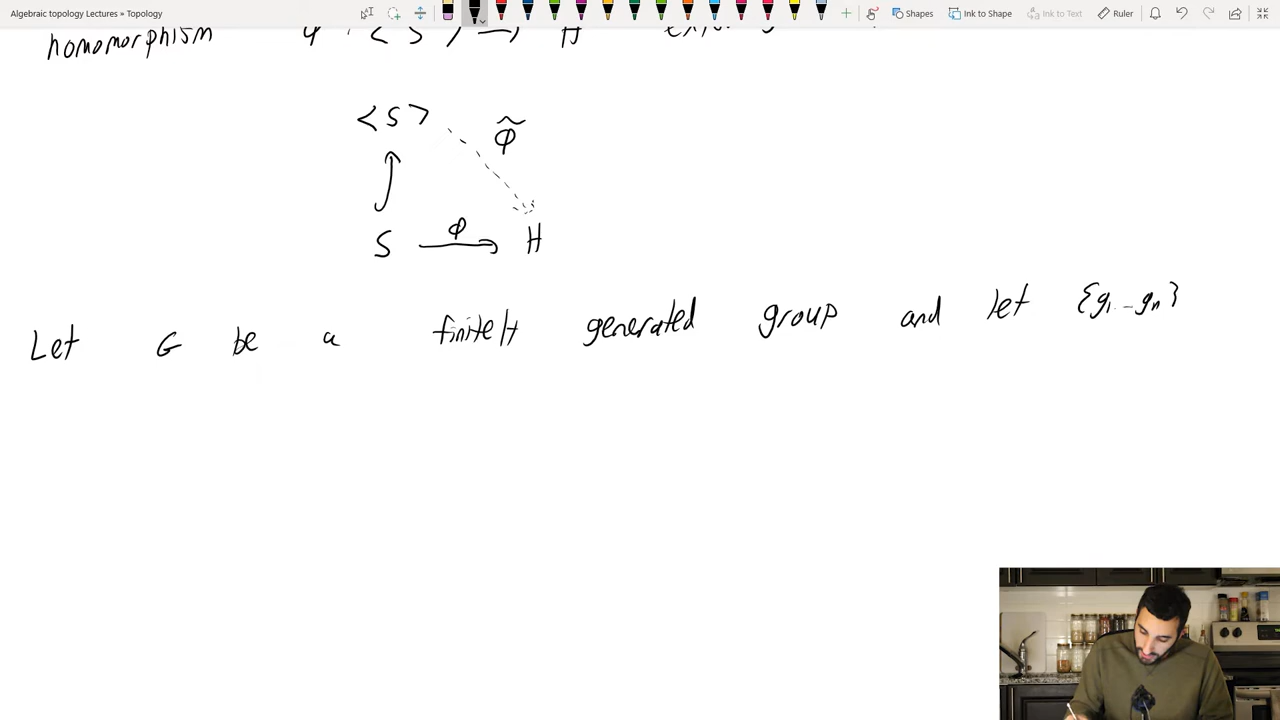 Algebraic topology Lectures » Topology
Shapes
Ink to Shape
Ink to Text
Ruler
homomorphism < S > → H
<S>
φ̃
S φ H
Let G be a finitelt generated group and let {g1...gn}